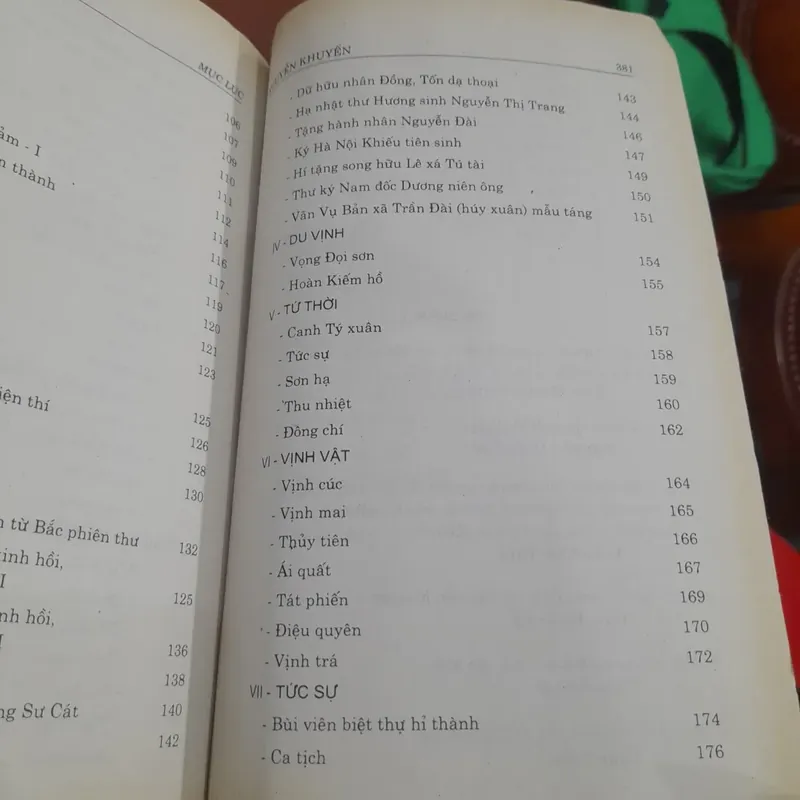 MỤC LỤC
106
ảm - I 107
n thành 109
110
111
112
114
116
117
119
120
121
123
iện thí 125
126
128
130
n từ Bắc phiên thư 132
inh hồi,
I 125
nh hồi,
136
138
ng Sư Cát 140
142
YỄN KHUYẾN 381
- Dữ hữu nhân Đồng, Tốn dạ thoại 143
- Hạ nhật thư Hương sinh Nguyễn Thị Trang 144
- Tặng hành nhân Nguyễn Đài 146
- Ký Hà Nội Khiếu tiên sinh 147
- Hí tặng song hữu Lê xá Tú tài 149
- Thư ký Nam đốc Dương niên ông 150
- Văn Vụ Bản xã Trần Đài (húy xuân) mẫu táng 151
IV - DU VỊNH
- Vọng Đọi sơn 154
- Hoàn Kiếm hồ 155
V - TỨ THỜI
- Canh Tý xuân 157
- Tức sự 158
- Sơn hạ 159
- Thu nhiệt 160
- Đông chí 162
VI - VỊNH VẬT
- Vịnh cúc 164
- Vịnh mai 165
- Thủy tiên 166
- Ái quất 167
- Tát phiến 169
- Điệu quyên 170
- Vịnh trá 172
VII - TỨC SỰ
- Bùi viên biệt thự hỉ thành 174
- Ca tịch 176